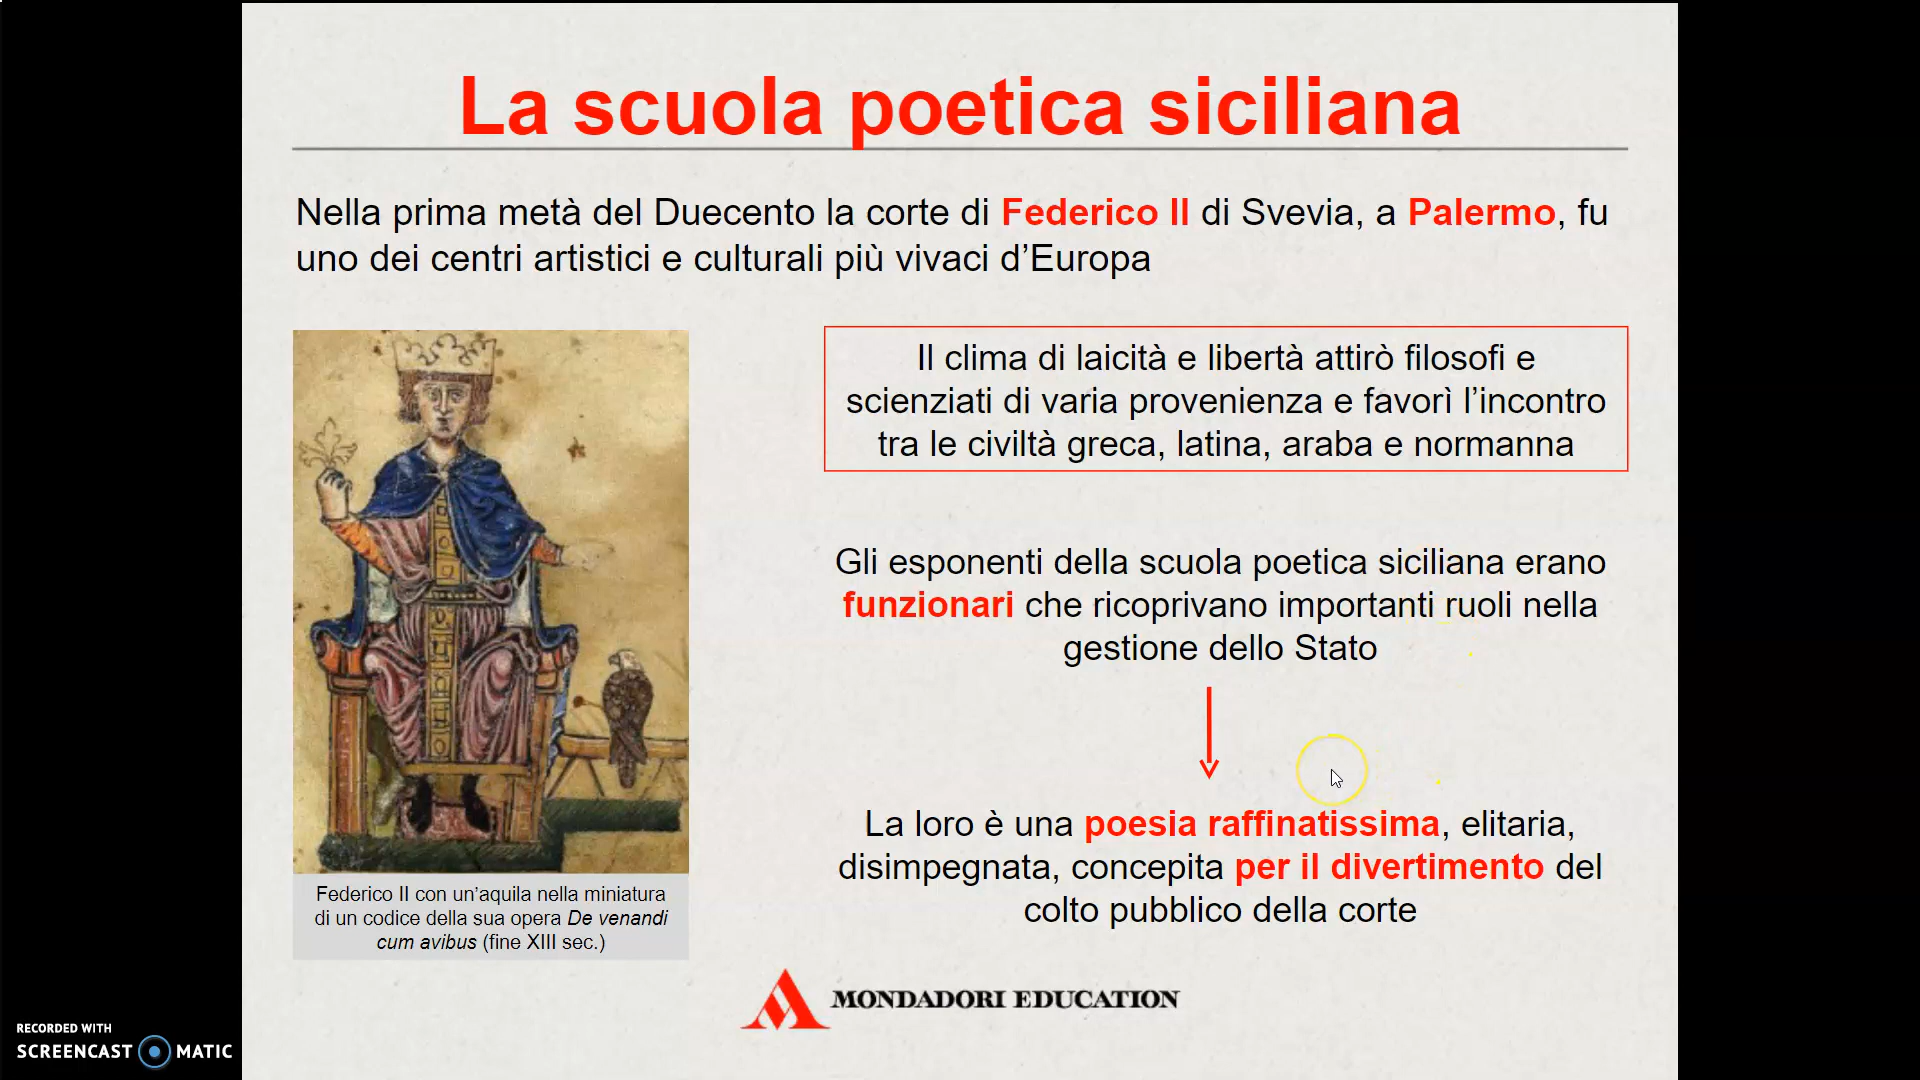 La scuola poetica siciliana
Nella prima metà del Duecento la corte di Federico II di Svevia, a Palermo, fu
uno dei centri artistici e culturali più vivaci d’Europa
Il clima di laicità e libertà attirò filosofi e
scienziati di varia provenienza e favorì l’incontro
tra le civiltà greca, latina, araba e normanna
Gli esponenti della scuola poetica siciliana erano
funzionari che ricoprivano importanti ruoli nella
gestione dello Stato
La loro è una poesia raffinatissima, elitaria,
disimpegnata, concepita per il divertimento del
colto pubblico della corte
Federico II con un’aquila nella miniatura
di un codice della sua opera De venandi
cum avibus (fine XIII sec.)
MONDADORI EDUCATION
RECORDED WITH
SCREENCAST MATIC